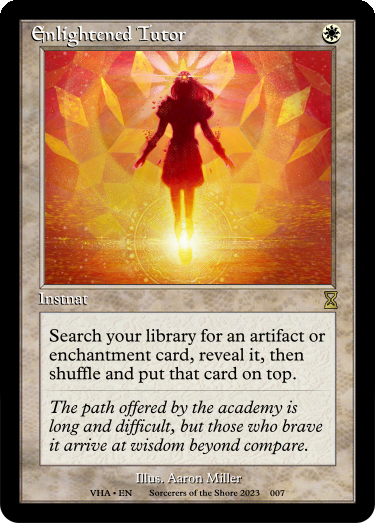 Enlightened Tutor
Instnat
Search your library for an artifact or
enchantment card, reveal it, then
shuffle and put that card on top.
The path offered by the academy is
long and difficult, but those who brave
it arrive at wisdom beyond compare.
Illus. Aaron Miller
VHA • EN Sorcerers of the Shore 2023 007